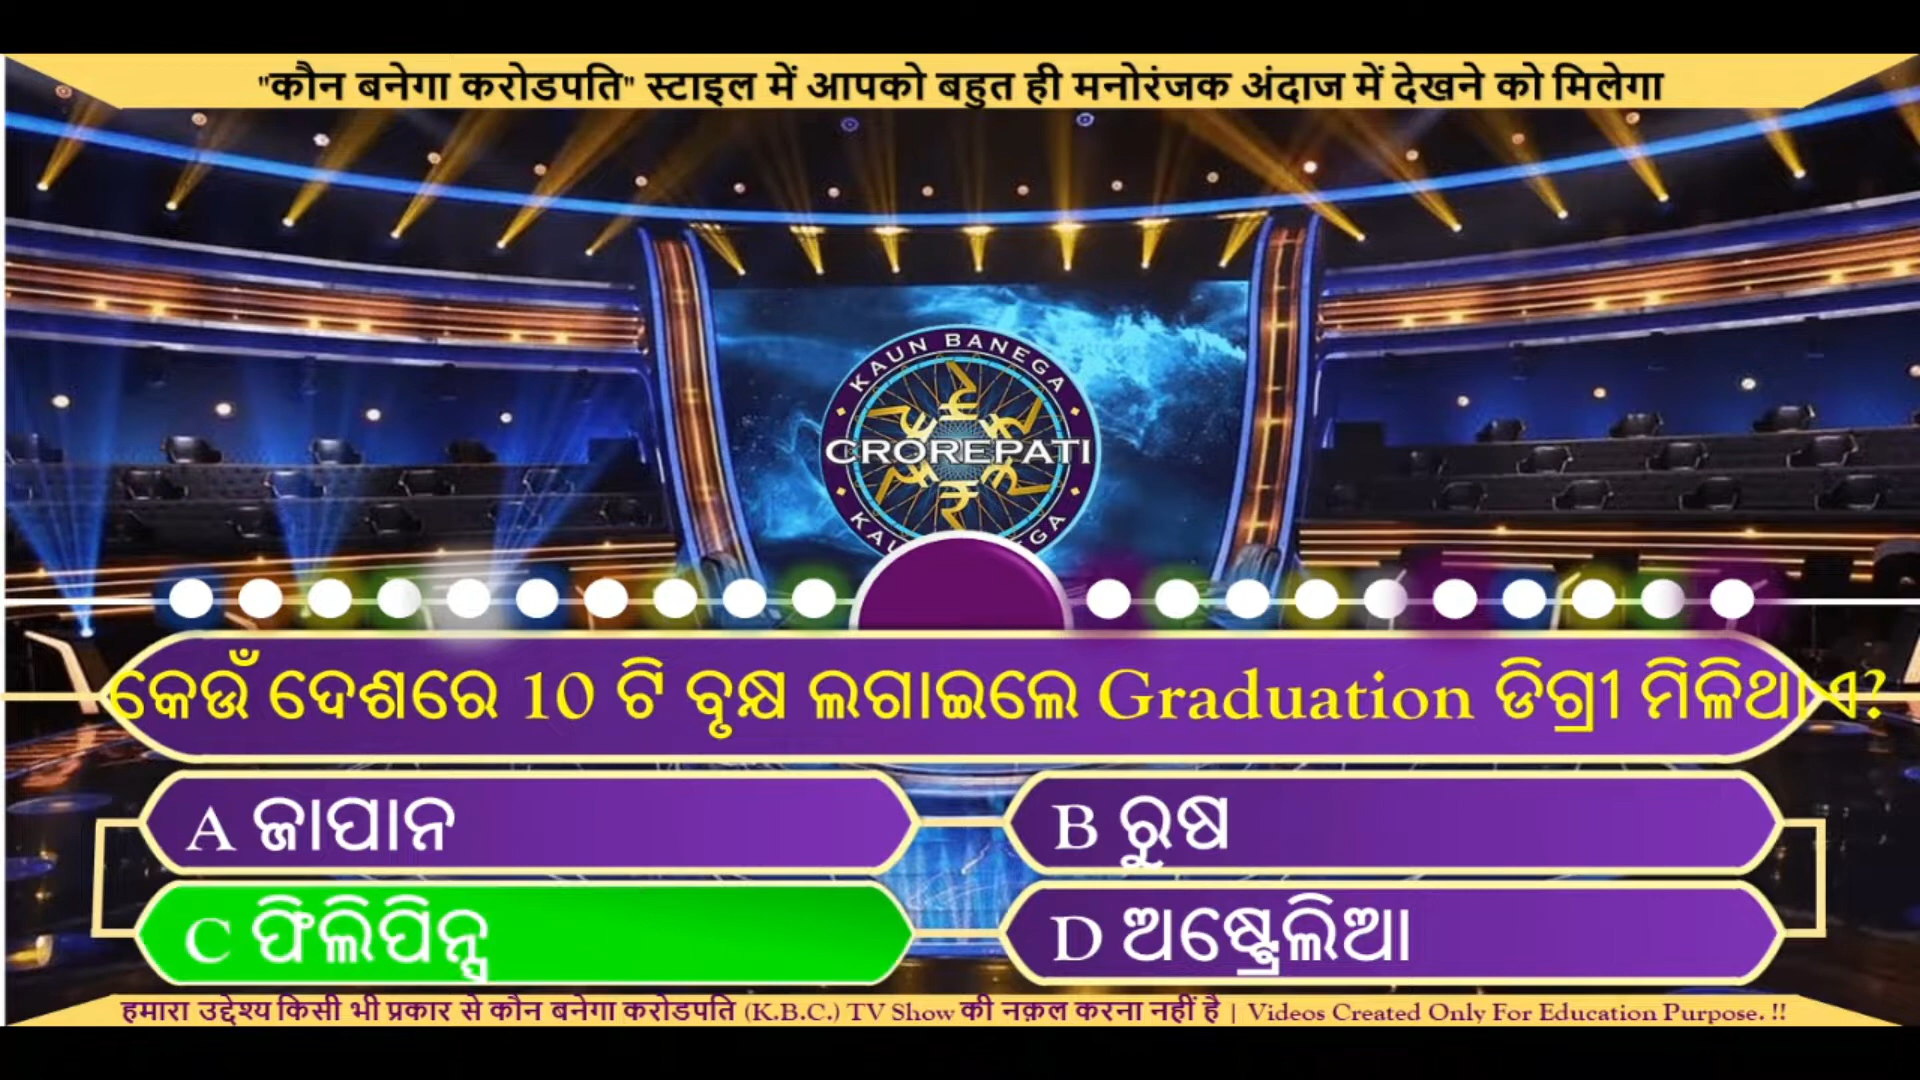 "कौन बनेगा करोडपति" स्टाइल में आपको बहुत ही मनोरंजक अंदाज में देखने को मिलेगा
KAUN BANEGA
CROREPATI
କେଉଁ ଦେଶରେ 10 ଟି ବୃକ୍ଷ ଲଗାଇଲେ Graduation ଡିଗ୍ରୀ ମିଳିଥାଏ?
A ଜାପାନ
B ରୁଷ
C ଫିଲିପିନ୍ସ
D ଅଷ୍ଟ୍ରେଲିଆ
हमारा उद्देश्य किसी भी प्रकार से कौन बनेगा करोडपति (K.B.C.) TV Show की नक़ल करना नहीं है | Videos Created Only For Education Purpose. !!